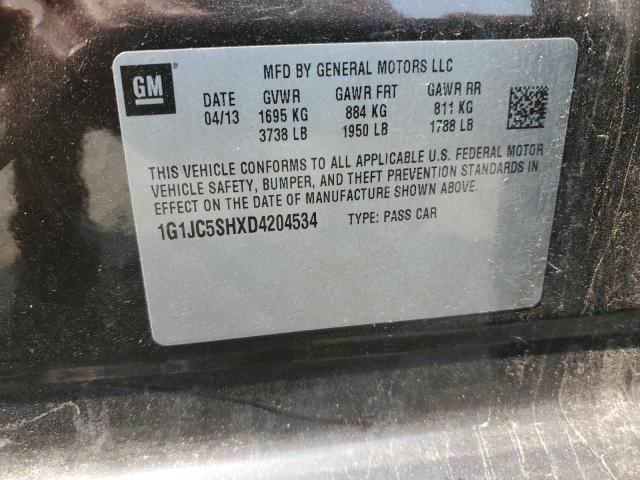 GM
MFD BY GENERAL MOTORS LLC
DATE GVWR GAWR FRT GAWR RR
04/13 1695 KG 884 KG 811 KG
3738 LB 1950 LB 1788 LB
THIS VEHICLE CONFORMS TO ALL APPLICABLE U.S. FEDERAL MOTOR
VEHICLE SAFETY, BUMPER, AND THEFT PREVENTION STANDARDS IN
EFFECT ON THE DATE OF MANUFACTURE SHOWN ABOVE.
1G1JC5SHXD4204534 TYPE: PASS CAR